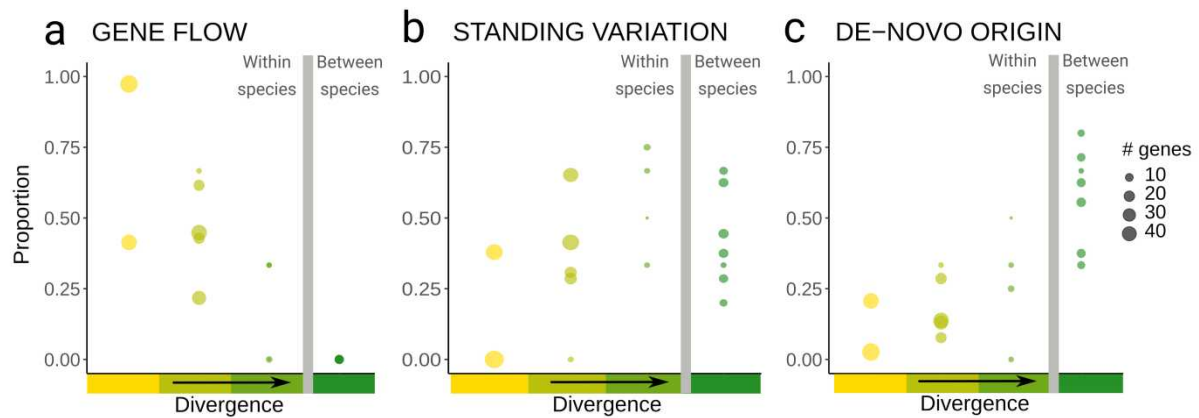 a GENE FLOW
Within species
Between species
1.00
0.75
0.50
0.25
0.00
Proportion
Divergence
b STANDING VARIATION
Within species
Between species
1.00
0.75
0.50
0.25
0.00
Divergence
c DE−NOVO ORIGIN
Within species
Between species
1.00
0.75
0.50
0.25
0.00
Divergence
# genes
10
20
30
40